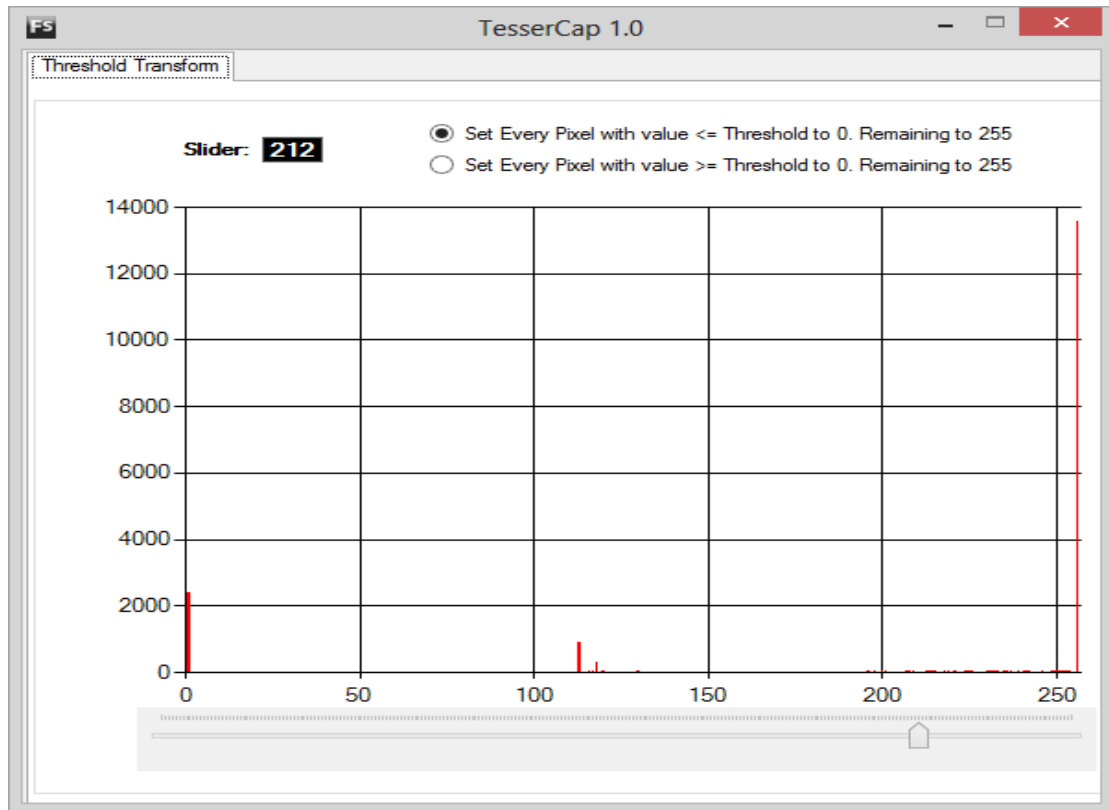 FS TesserCap 1.0
Threshold Transform
Set Every Pixel with value <= Threshold to 0. Remaining to 255
Slider: 212
Set Every Pixel with value >= Threshold to 0. Remaining to 255
14000
12000
10000
8000
6000
4000
2000
0
0 50 100 150 200 250